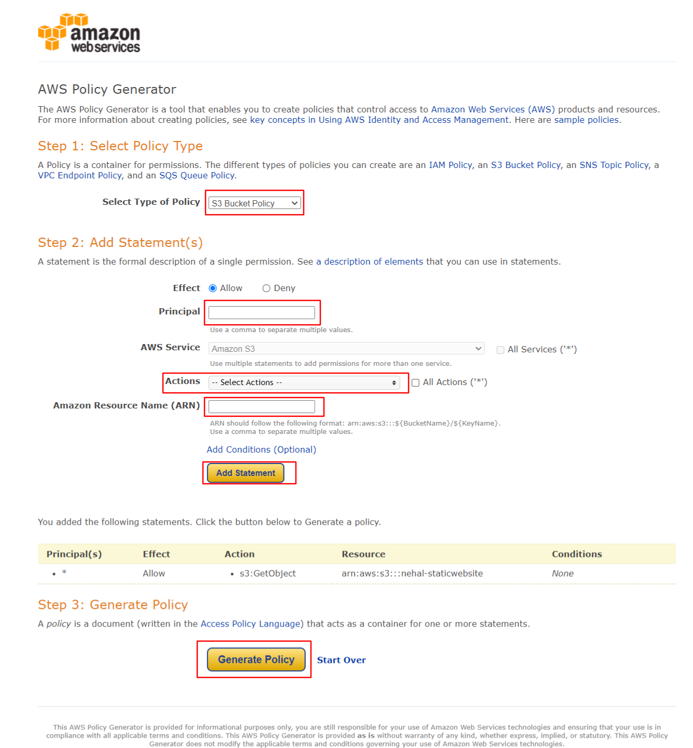 amazon
webservices
AWS Policy Generator
The AWS Policy Generator is a tool that enables you to create policies that control access to Amazon Web Services (AWS) products and resources.
For more information about creating policies, see key concepts in Using AWS Identity and Access Management. Here are sample policies.
Step 1: Select Policy Type
A Policy is a container for permissions. The different types of policies you can create are an IAM Policy, an S3 Bucket Policy, an SNS Topic Policy, a
VPC Endpoint Policy, and an SQS Queue Policy.
Select Type of Policy S3 Bucket Policy
Step 2: Add Statement(s)
A statement is the formal description of a single permission. See a description of elements that you can use in statements.
Effect Allow Deny
Principal
Use a comma to separate multiple values.
AWS Service Amazon S3 All Services ('*')
Use multiple statements to add permissions for more than one service.
Actions -- Select Actions -- All Actions ('*')
Amazon Resource Name (ARN)
ARN should follow the following format: arn:aws:s3:::${BucketName}/${KeyName}.
Use a comma to separate multiple values.
Add Conditions (Optional)
Add Statement
You added the following statements. Click the button below to Generate a policy.
Principal(s) Effect Action Resource Conditions
• * Allow • s3:GetObject arn:aws:s3:::nehal-staticwebsite None
Step 3: Generate Policy
A policy is a document (written in the Access Policy Language) that acts as a container for one or more statements.
Generate Policy Start Over
This AWS Policy Generator is provided for informational purposes only, you are still responsible for your use of Amazon Web Services technologies and ensuring that your use is in
compliance with all applicable terms and conditions. This AWS Policy Generator is provided as is without warranty of any kind, whether express, implied, or statutory. This AWS Policy
Generator does not modify the applicable terms and conditions governing your use of Amazon Web Services technologies.